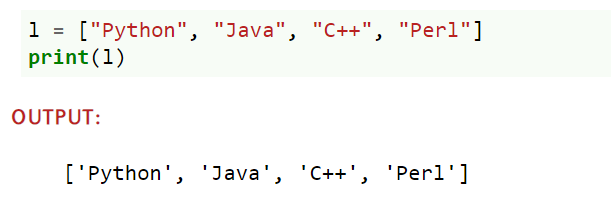 l = ["Python", "Java", "C++", "Perl"]
print(l)
OUTPUT:
['Python', 'Java', 'C++', 'Perl']